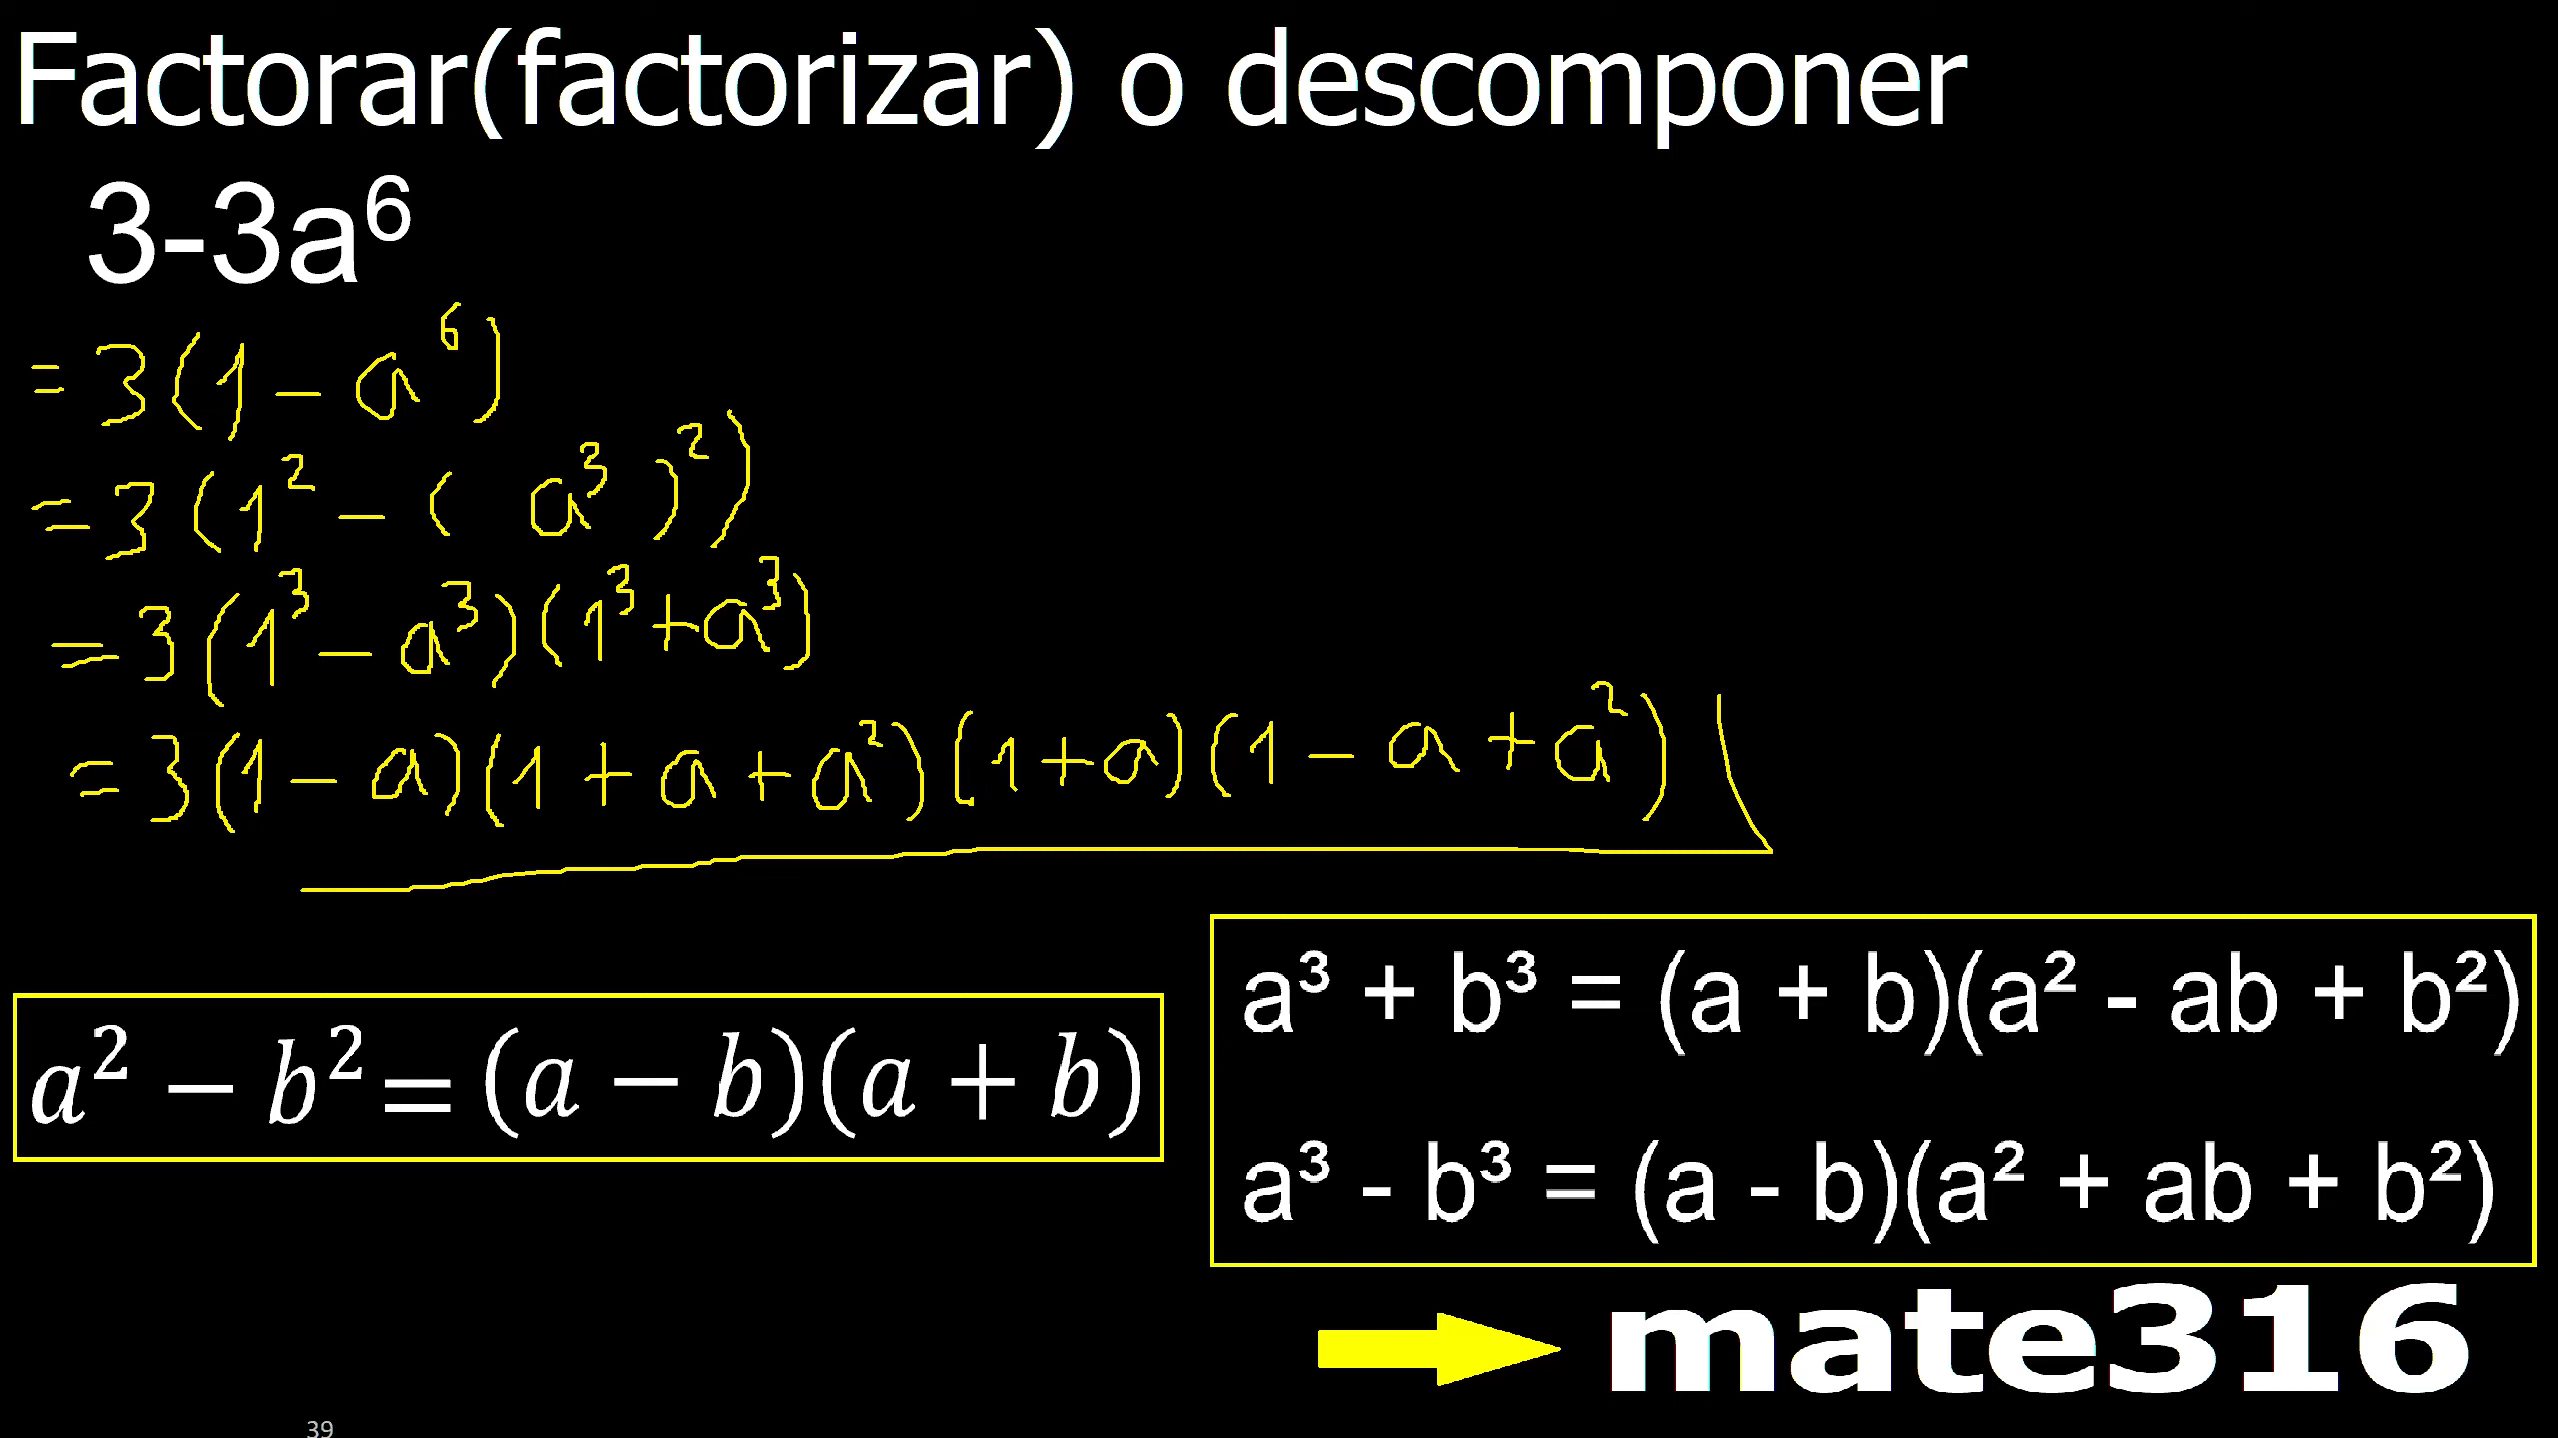 Factorar(factorizar) o descomponer
3-3a⁶
= 3(1 - a⁶)
= 3(1² - ( a³ )²)
= 3(1³ - a³)(1³ + a³)
= 3(1 - a)(1 + a + a²)(1 + a)(1 - a + a²)
a² − b² = (a − b)(a + b)
a³ + b³ = (a + b)(a² - ab + b²)
a³ - b³ = (a - b)(a² + ab + b²)
mate316
39